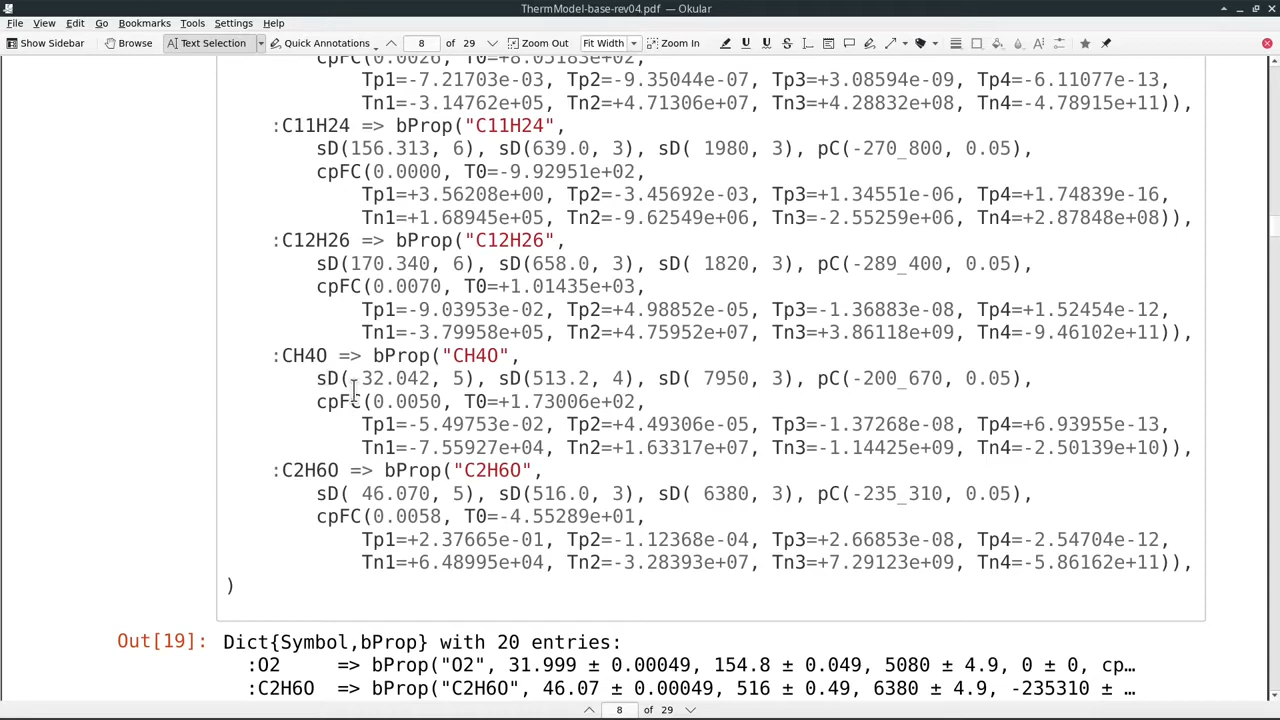 ThermModel-base-rev04.pdf — Okular
File View Edit Go Bookmarks Tools Settings Help
Show Sidebar Browse Text Selection Quick Annotations 8 of 29 Zoom Out Fit Width Zoom In
cpFC(0.0026, T0=+8.05183e+02,
Tp1=-7.21703e-03, Tp2=-9.35044e-07, Tp3=+3.08594e-09, Tp4=-6.11077e-13,
Tn1=-3.14762e+05, Tn2=+4.71306e+07, Tn3=+4.28832e+08, Tn4=-4.78915e+11)),
:C11H24 => bProp("C11H24",
sD(156.313, 6), sD(639.0, 3), sD( 1980, 3), pC(-270_800, 0.05),
cpFC(0.0000, T0=-9.92951e+02,
Tp1=+3.56208e+00, Tp2=-3.45692e-03, Tp3=+1.34551e-06, Tp4=+1.74839e-16,
Tn1=+1.68945e+05, Tn2=-9.62549e+06, Tn3=-2.55259e+06, Tn4=+2.87848e+08)),
:C12H26 => bProp("C12H26",
sD(170.340, 6), sD(658.0, 3), sD( 1820, 3), pC(-289_400, 0.05),
cpFC(0.0070, T0=+1.01435e+03,
Tp1=-9.03953e-02, Tp2=+4.98852e-05, Tp3=-1.36883e-08, Tp4=+1.52454e-12,
Tn1=-3.79958e+05, Tn2=+4.75952e+07, Tn3=+3.86118e+09, Tn4=-9.46102e+11)),
:CH4O => bProp("CH4O",
sD( 32.042, 5), sD(513.2, 4), sD( 7950, 3), pC(-200_670, 0.05),
cpFC(0.0050, T0=+1.73006e+02,
Tp1=-5.49753e-02, Tp2=+4.49306e-05, Tp3=-1.37268e-08, Tp4=+6.93955e-13,
Tn1=-7.55927e+04, Tn2=+1.63317e+07, Tn3=-1.14425e+09, Tn4=-2.50139e+10)),
:C2H6O => bProp("C2H6O",
sD( 46.070, 5), sD(516.0, 3), sD( 6380, 3), pC(-235_310, 0.05),
cpFC(0.0058, T0=-4.55289e+01,
Tp1=+2.37665e-01, Tp2=-1.12368e-04, Tp3=+2.66853e-08, Tp4=-2.54704e-12,
Tn1=+6.48995e+04, Tn2=-3.28393e+07, Tn3=+7.29123e+09, Tn4=-5.86162e+11)),
)
Out[19]: Dict{Symbol,bProp} with 20 entries:
:O2 => bProp("O2", 31.999 ± 0.00049, 154.8 ± 0.049, 5080 ± 4.9, 0 ± 0, cp…
:C2H6O => bProp("C2H6O", 46.07 ± 0.00049, 516 ± 0.49, 6380 ± 4.9, -235310 ± …
8 of 29